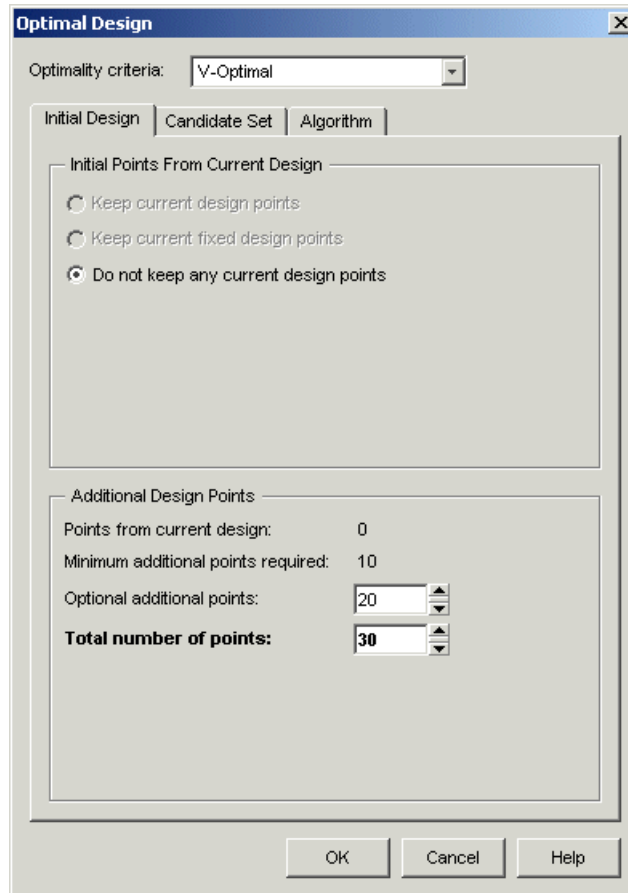 Optimal Design
Optimality criteria: V-Optimal
Initial Design Candidate Set Algorithm
Initial Points From Current Design
Keep current design points
Keep current fixed design points
Do not keep any current design points
Additional Design Points
Points from current design: 0
Minimum additional points required: 10
Optional additional points: 20
Total number of points: 30
OK Cancel Help